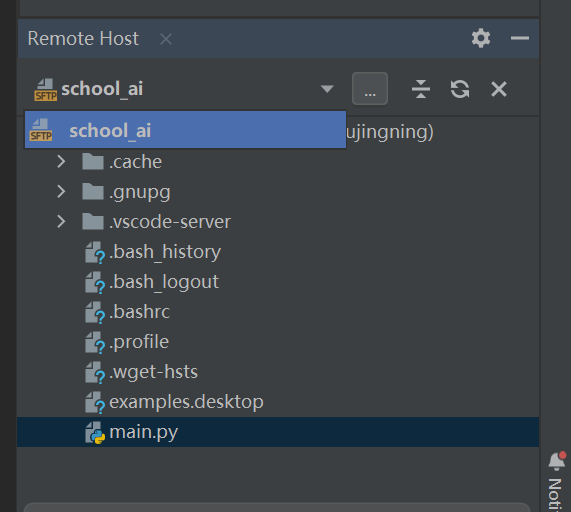 Remote Host
SFTP school_ai ...
SFTP school_ai ujingning)
.cache
.gnupg
.vscode-server
.bash_history
.bash_logout
.bashrc
.profile
.wget-hsts
examples.desktop
main.py
Noti